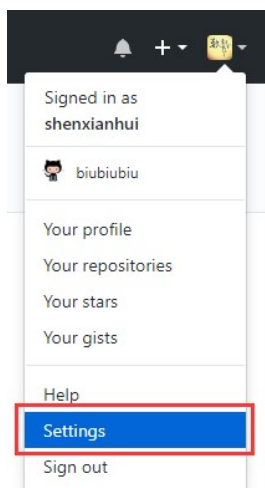 Signed in as
shenxianhui
biubiubiu
Your profile
Your repositories
Your stars
Your gists
Help
Settings
Sign out